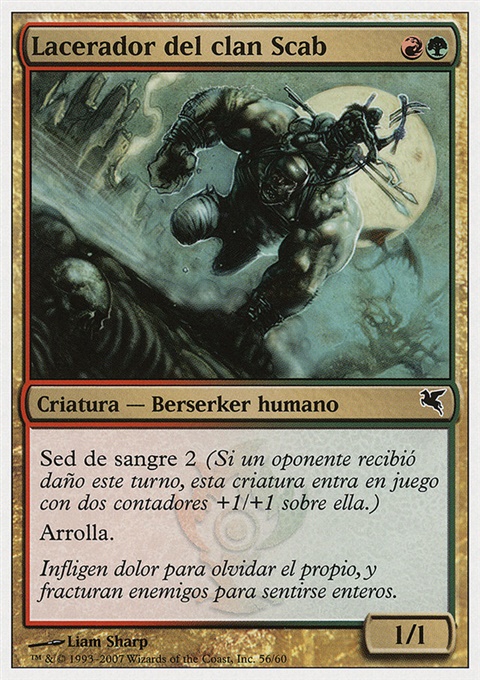 Lacerador del clan Scab
Criatura — Berserker humano
Sed de sangre 2 (Si un oponente recibió
daño este turno, esta criatura entra en juego
con dos contadores +1/+1 sobre ella.)
Arrolla.
Infligen dolor para olvidar el propio, y
fracturan enemigos para sentirse enteros.
1/1
Liam Sharp
™ & © 1993–2007 Wizards of the Coast, Inc. 56/60